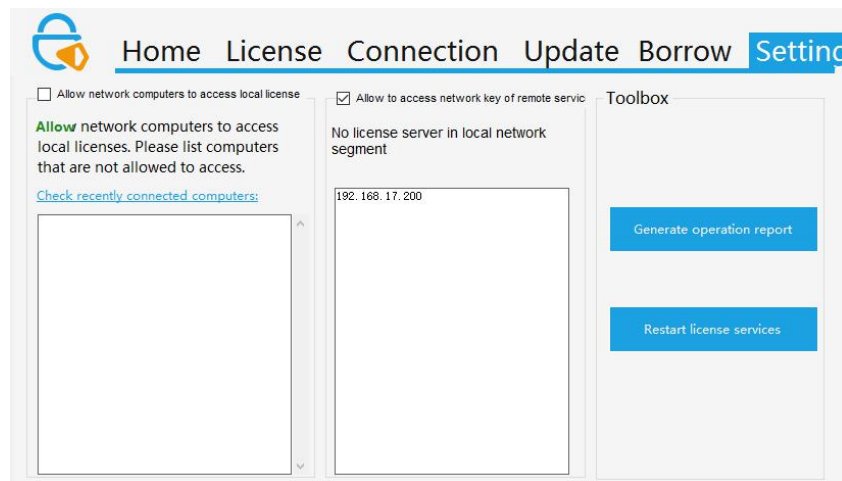 Home License Connection Update Borrow Setting
Allow network computers to access local license
Allow network computers to access
local licenses. Please list computers
that are not allowed to access.
Check recently connected computers:
Allow to access network key of remote servic
No license server in local network
segment
192.168.17.200
Toolbox
Generate operation report
Restart license services